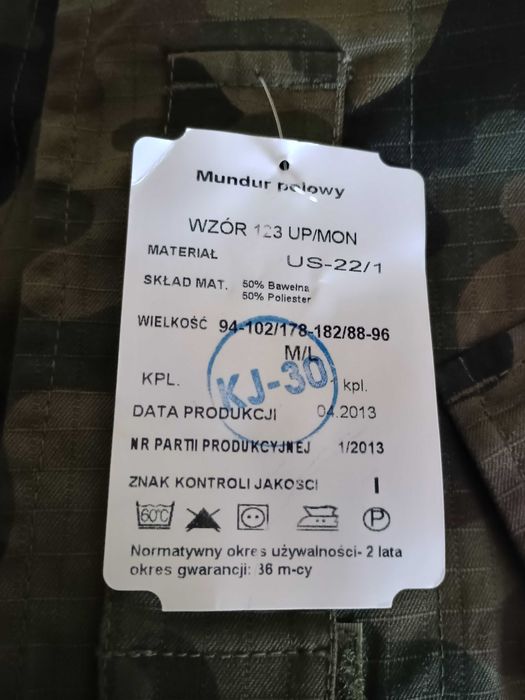 Mundur polowy
WZÓR 123 UP/MON
MATERIAŁ US-22/1
SKŁAD MAT. 50% Bawełna
50% Poliester
WIELKOŚĆ 94-102/178-182/88-96
M/L
KJ-30
KPL. 1 kpl.
DATA PRODUKCJI 04.2013
NR PARTII PRODUKCYJNEJ 1/2013
ZNAK KONTROLI JAKOSCI I
60°C P
Normatywny okres używalności- 2 lata
okres gwarancji: 36 m-cy